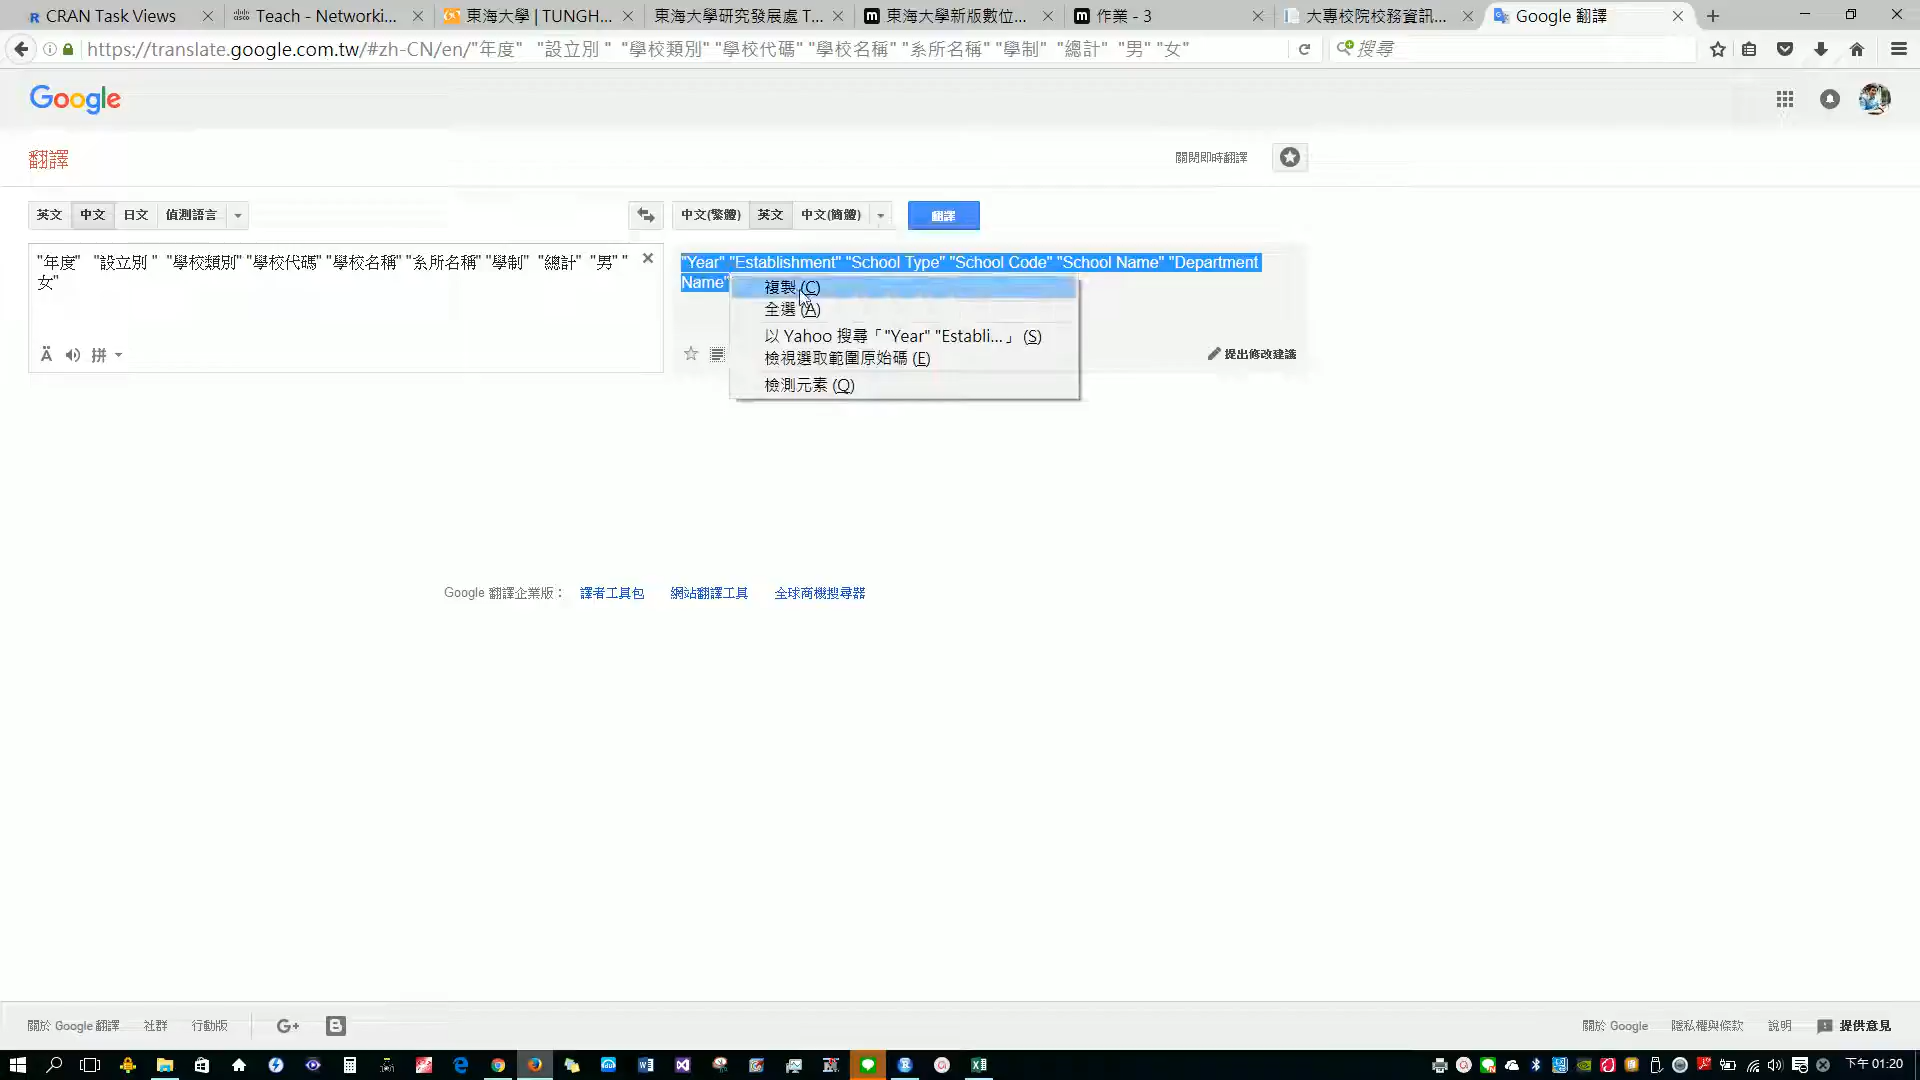 CRAN Task Views
Teach - Networki...
東海大學 | TUNGH...
東海大學研究發展處 T...
東海大學新版數位...
作業 - 3
大專校院校務資訊...
Google 翻譯
https://translate.google.com.tw/#zh-CN/en/"年度" "設立別 " "學校類別" "學校代碼" "學校名稱" "系所名稱" "學制" "總計" "男" "女"
搜尋
Google
翻譯
關閉即時翻譯
英文 中文 日文 偵測語言
中文(繁體) 英文 中文(簡體) 翻譯
"年度" "設立別 " "學校類別" "學校代碼" "學校名稱" "系所名稱" "學制" "總計" "男" "
女"
"Year" "Establishment" "School Type" "School Code" "School Name" "Department
Name"
複製 (C)
全選 (A)
以 Yahoo 搜尋「"Year" "Establi...」 (S)
檢視選取範圍原始碼 (E)
檢測元素 (Q)
Ä
拼
提出修改建議
Google 翻譯企業版： 譯者工具包 網站翻譯工具 全球商機搜尋器
關於 Google 翻譯 社群 行動版 G+
關於 Google 隱私權與條款 說明 提供意見
下午 01:20